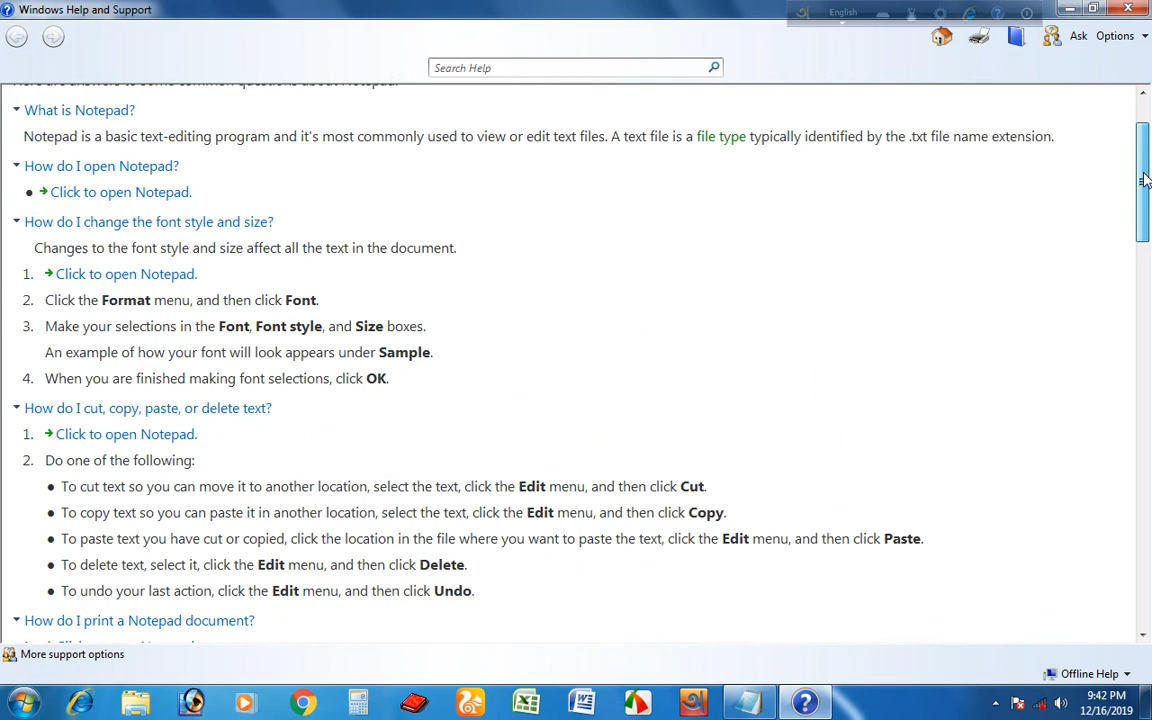 Windows Help and Support
English
Ask Options
Search Help
Here are answers to some common questions about Notepad.
What is Notepad?
Notepad is a basic text-editing program and it's most commonly used to view or edit text files. A text file is a file type typically identified by the .txt file name extension.
How do I open Notepad?
Click to open Notepad.
How do I change the font style and size?
Changes to the font style and size affect all the text in the document.
1. Click to open Notepad.
2. Click the Format menu, and then click Font.
3. Make your selections in the Font, Font style, and Size boxes.
An example of how your font will look appears under Sample.
4. When you are finished making font selections, click OK.
How do I cut, copy, paste, or delete text?
1. Click to open Notepad.
2. Do one of the following:
To cut text so you can move it to another location, select the text, click the Edit menu, and then click Cut.
To copy text so you can paste it in another location, select the text, click the Edit menu, and then click Copy.
To paste text you have cut or copied, click the location in the file where you want to paste the text, click the Edit menu, and then click Paste.
To delete text, select it, click the Edit menu, and then click Delete.
To undo your last action, click the Edit menu, and then click Undo.
How do I print a Notepad document?
More support options
Offline Help
9:42 PM
12/16/2019